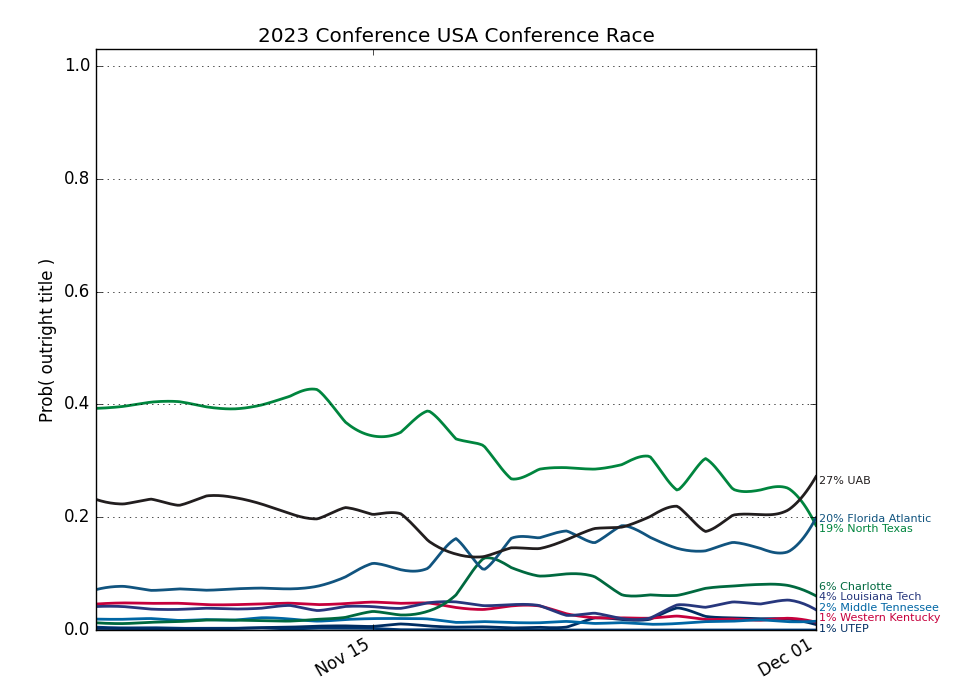 2023 Conference USA Conference Race
1.0
0.8
0.6
0.4
0.2
0.0
Prob( outright title )
27% UAB
20% Florida Atlantic
19% North Texas
6% Charlotte
4% Louisiana Tech
2% Middle Tennessee
1% Western Kentucky
1% UTEP
Nov 15
Dec 01